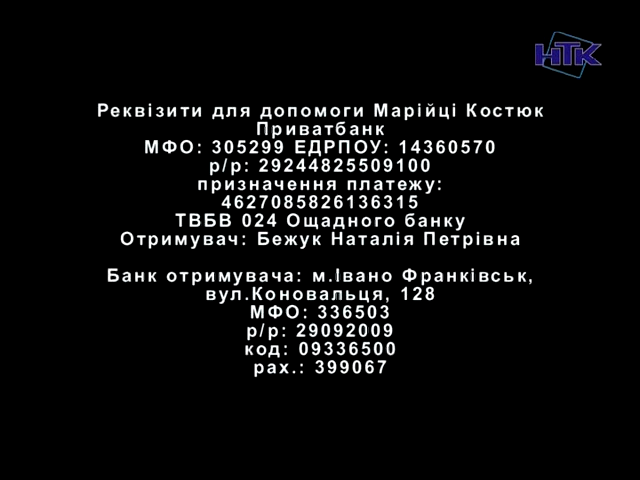 НТК
Реквізити для допомоги Марійці Костюк
Приватбанк
МФО: 305299 ЕДРПОУ: 14360570
р/р: 29244825509100
призначення платежу:
4627085826136315
ТВБВ 024 Ощадного банку
Отримувач: Бежук Наталія Петрівна
Банк отримувача: м.Івано Франківськ,
вул.Коновальця, 128
МФО: 336503
р/р: 29092009
код: 09336500
рах.: 399067